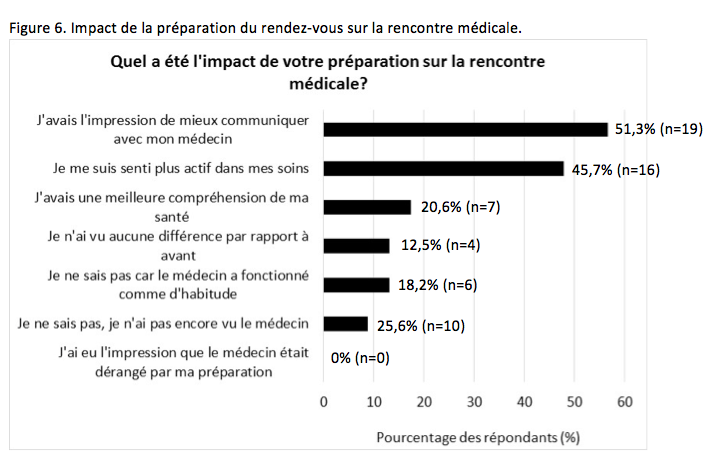 Figure 6. Impact de la préparation du rendez-vous sur la rencontre médicale.
Quel a été l'impact de votre préparation sur la rencontre
médicale?
J'avais l'impression de mieux communiquer
avec mon médecin
51,3% (n=19)
Je me suis senti plus actif dans mes soins
45,7% (n=16)
J'avais une meilleure compréhension de ma
santé
20,6% (n=7)
Je n'ai vu aucune différence par rapport à
avant
12,5% (n=4)
Je ne sais pas car le médecin a fonctionné
comme d'habitude
18,2% (n=6)
Je ne sais pas, je n'ai pas encore vu le médecin
25,6% (n=10)
J'ai eu l'impression que le médecin était
dérangé par ma préparation
0% (n=0)
0 10 20 30 40 50 60
Pourcentage des répondants (%)